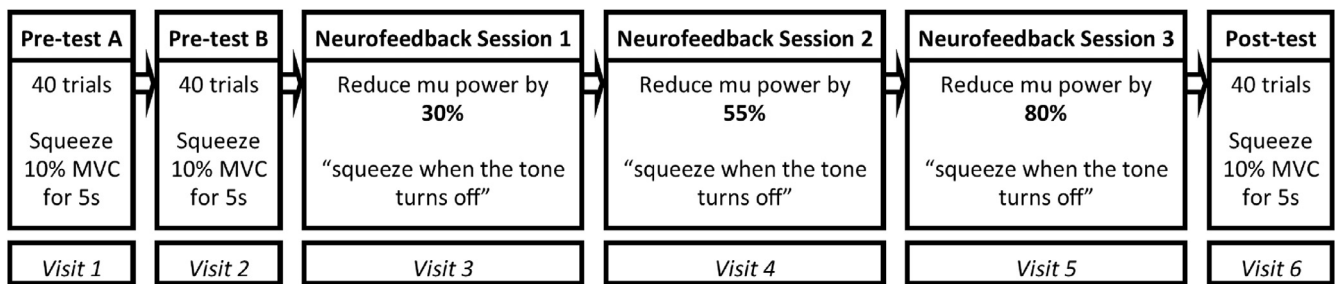 Pre-test A
40 trials
Squeeze
10% MVC
for 5s
Visit 1
Pre-test B
40 trials
Squeeze
10% MVC
for 5s
Visit 2
Neurofeedback Session 1
Reduce mu power by
30%
“squeeze when the tone
turns off”
Visit 3
Neurofeedback Session 2
Reduce mu power by
55%
“squeeze when the tone
turns off”
Visit 4
Neurofeedback Session 3
Reduce mu power by
80%
“squeeze when the tone
turns off”
Visit 5
Post-test
40 trials
Squeeze
10% MVC
for 5s
Visit 6